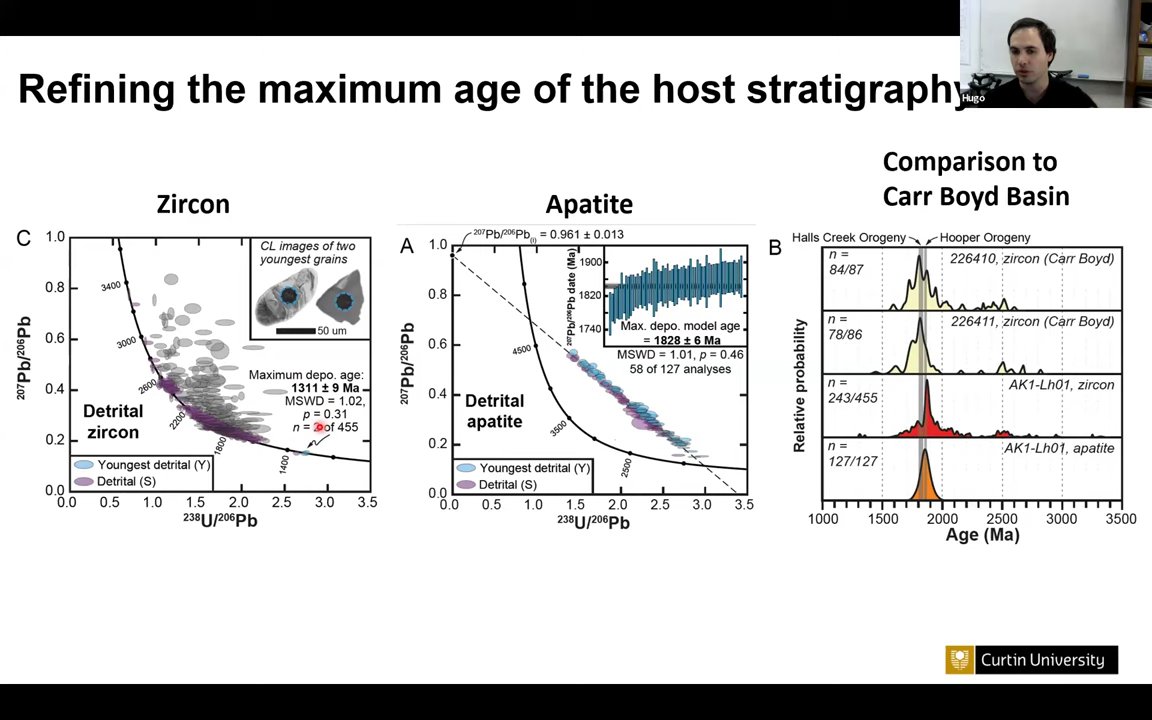 Refining the maximum age of the host stratigraphy
Hugo
Zircon
C
1.0
0.8
0.6
0.4
0.2
0.0
207Pb/206Pb
3400
3000
2600
2200
1800
1400
CL images of two
youngest grains
50 um
Maximum depo. age:
1311 ± 9 Ma
MSWD = 1.02,
p = 0.31
n = of 455
Detrital
zircon
Youngest detrital (Y)
Detrital (S)
0.0 0.5 1.0 1.5 2.0 2.5 3.0 3.5
238U/206Pb
Apatite
A
207Pb/206Pb(i) = 0.961 ± 0.013
1.0
0.8
0.6
0.4
0.2
0.0
207Pb/206Pb
4500
3500
2500
207Pb/206Pb date (Ma)
1900
1820
1740
Max. depo. model age
= 1828 ± 6 Ma
MSWD = 1.01, p = 0.46
58 of 127 analyses
Detrital
apatite
Youngest detrital (Y)
Detrital (S)
0.0 0.5 1.0 1.5 2.0 2.5 3.0 3.5
238U/206Pb
Comparison to
Carr Boyd Basin
B
Halls Creek Orogeny
Hooper Orogeny
n =
84/87
226410, zircon (Carr Boyd)
n =
78/86
226411, zircon (Carr Boyd)
n =
243/455
AK1-Lh01, zircon
n =
127/127
AK1-Lh01, apatite
Relative probability
1000 1500 2000 2500 3000 3500
Age (Ma)
Curtin University